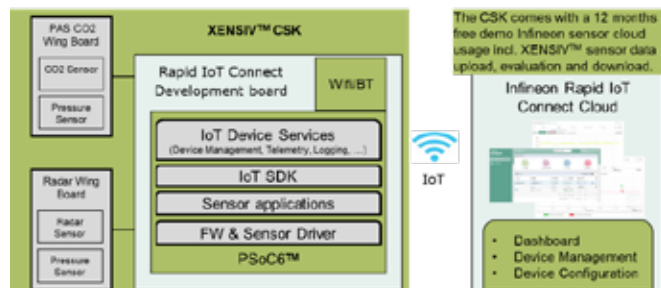 PAS CO2
Wing Board
CO2 Sensor
Pressure
Sensor
Radar Wing
Board
Radar
Sensor
Pressure
Sensor
XENSIV™ CSK
Rapid IoT Connect
Development board
Wifi/BT
IoT Device Services
(Device Management, Telemetry, Logging, ...)
IoT SDK
Sensor applications
FW & Sensor Driver
PSoC6™
IoT
The CSK comes with a 12 months
free demo Infineon sensor cloud
usage incl. XENSIV™ sensor data
upload, evaluation and download.
Infineon Rapid IoT
Connect Cloud
• Dashboard
• Device Management
• Device Configuration